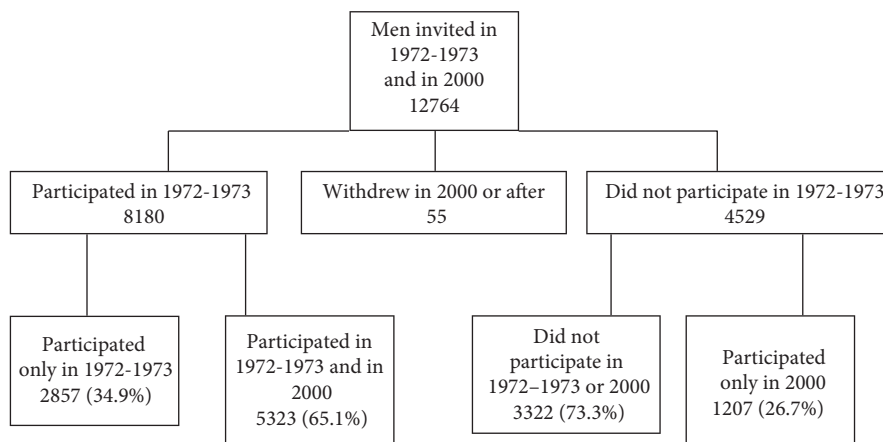 Men invited in
1972-1973
and in 2000
12764
Participated in 1972-1973
8180
Withdrew in 2000 or after
55
Did not participate in 1972-1973
4529
Participated
only in 1972-1973
2857 (34.9%)
Participated in
1972-1973 and in
2000
5323 (65.1%)
Did not
participate in
1972–1973 or 2000
3322 (73.3%)
Participated
only in 2000
1207 (26.7%)